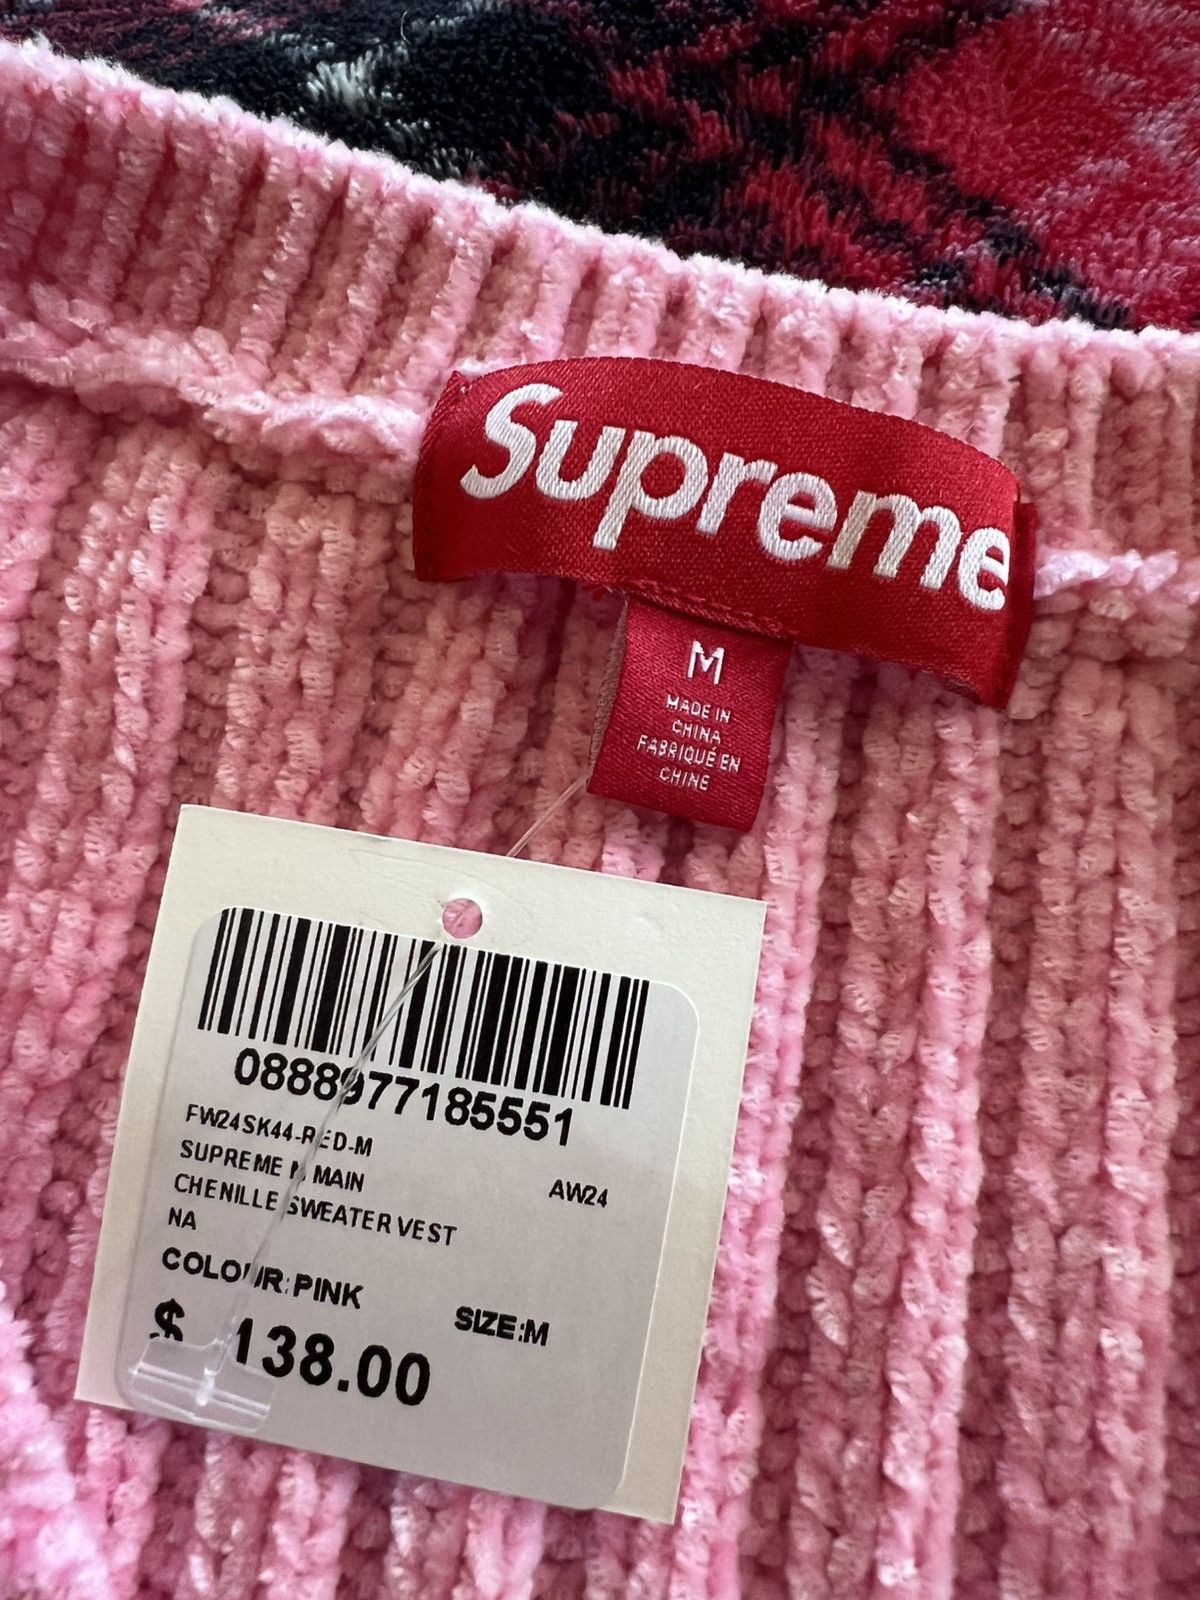 Supreme
M
MADE IN
CHINA
FABRIQUÉ EN
CHINE
0888977185551
FW24SK44-RED-M
SUPREME N MAIN AW24
CHENILLE SWEATER VEST
NA
COLOUR:PINK SIZE:M
$ 138.00